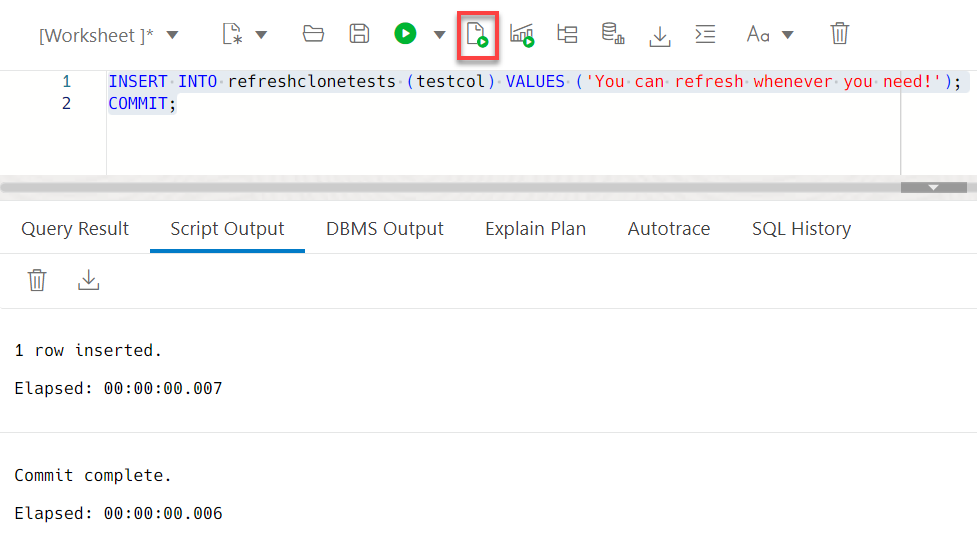 [Worksheet ]* Aa
1 INSERT INTO refreshclonetests (testcol) VALUES ('You can refresh whenever you need!');
2 COMMIT;
Query Result Script Output DBMS Output Explain Plan Autotrace SQL History
1 row inserted.
Elapsed: 00:00:00.007
Commit complete.
Elapsed: 00:00:00.006